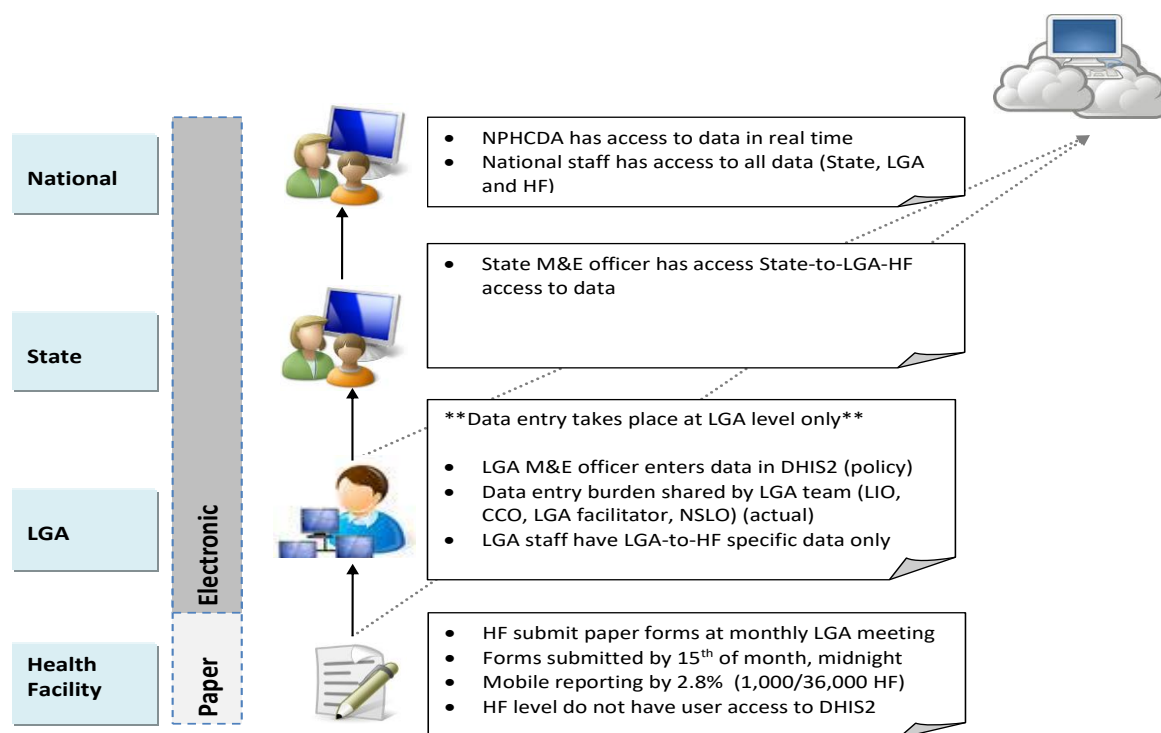 National
• NPHCDA has access to data in real time
• National staff has access to all data (State, LGA
and HF)
State
• State M&E officer has access State-to-LGA-HF
access to data
LGA
**Data entry takes place at LGA level only**
• LGA M&E officer enters data in DHIS2 (policy)
• Data entry burden shared by LGA team (LIO,
CCO, LGA facilitator, NSLO) (actual)
• LGA staff have LGA-to-HF specific data only
Electronic
Health
Facility
Paper
• HF submit paper forms at monthly LGA meeting
• Forms submitted by 15th of month, midnight
• Mobile reporting by 2.8%  (1,000/36,000 HF)
• HF level do not have user access to DHIS2